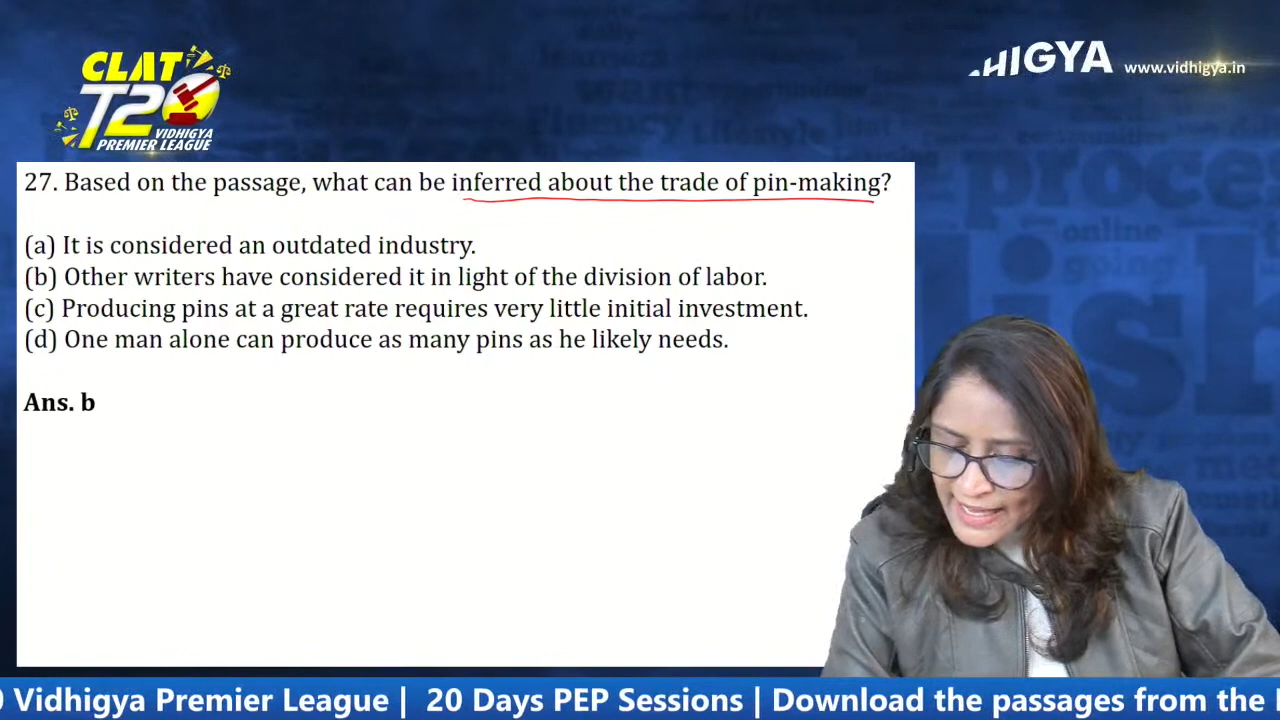 CLAT
T20
VIDHIGYA
PREMIER LEAGUE
HIGYA www.vidhigya.in
27. Based on the passage, what can be inferred about the trade of pin-making?
(a) It is considered an outdated industry.
(b) Other writers have considered it in light of the division of labor.
(c) Producing pins at a great rate requires very little initial investment.
(d) One man alone can produce as many pins as he likely needs.
Ans. b
proces
online
going
lish
Vidhigya Premier League | 20 Days PEP Sessions | Download the passages from the